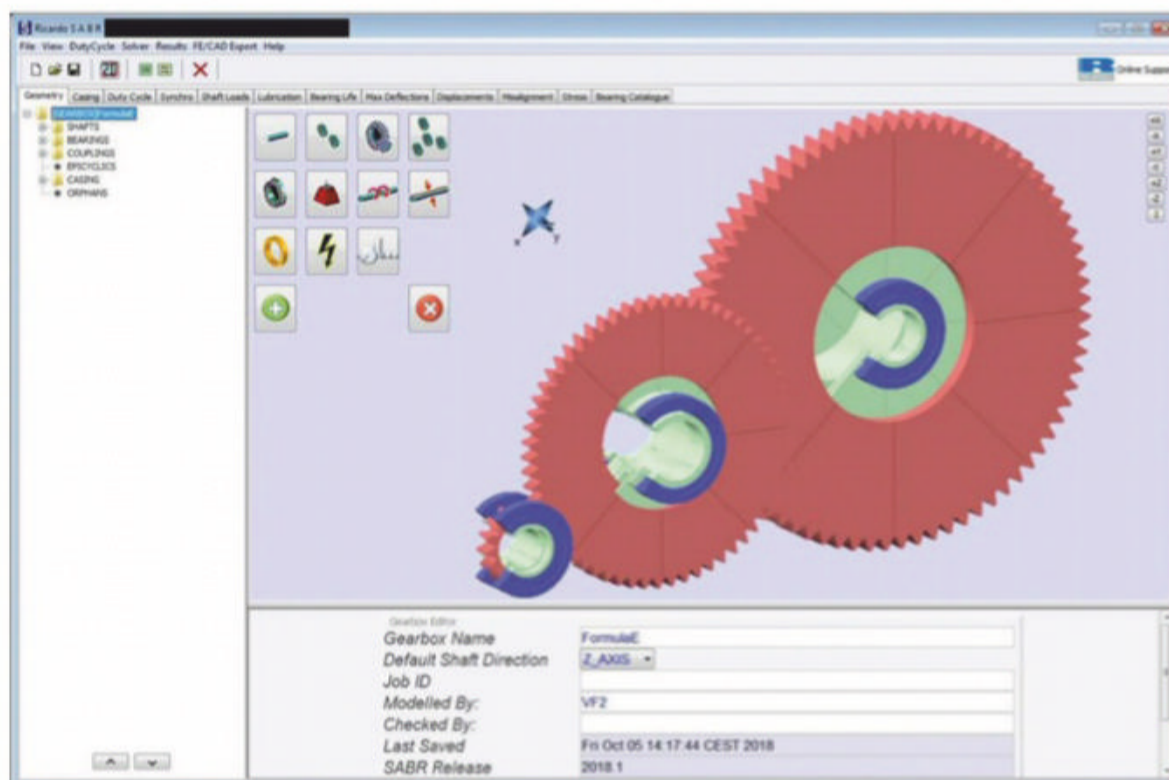 Ricardo S A B R
File View DutyCycle Solver Results FE/CAD Export Help
Online Support
Geometry Casing Duty Cycle Synchro Shaft Loads Lubrication Bearing Life Max Deflections Displacements Misalignment Stress Bearing Catalogue
GEARBOX[FormulaE]
SHAFTS
BEARINGS
COUPLINGS
EPICYCLICS
CASING
ORPHANS
x y
Gearbox Editor
Gearbox Name FormulaE
Default Shaft Direction Z_AXIS
Job ID
Modelled By: VF2
Checked By:
Last Saved Fri Oct 05 14:17:44 CEST 2018
SABR Release 2018.1